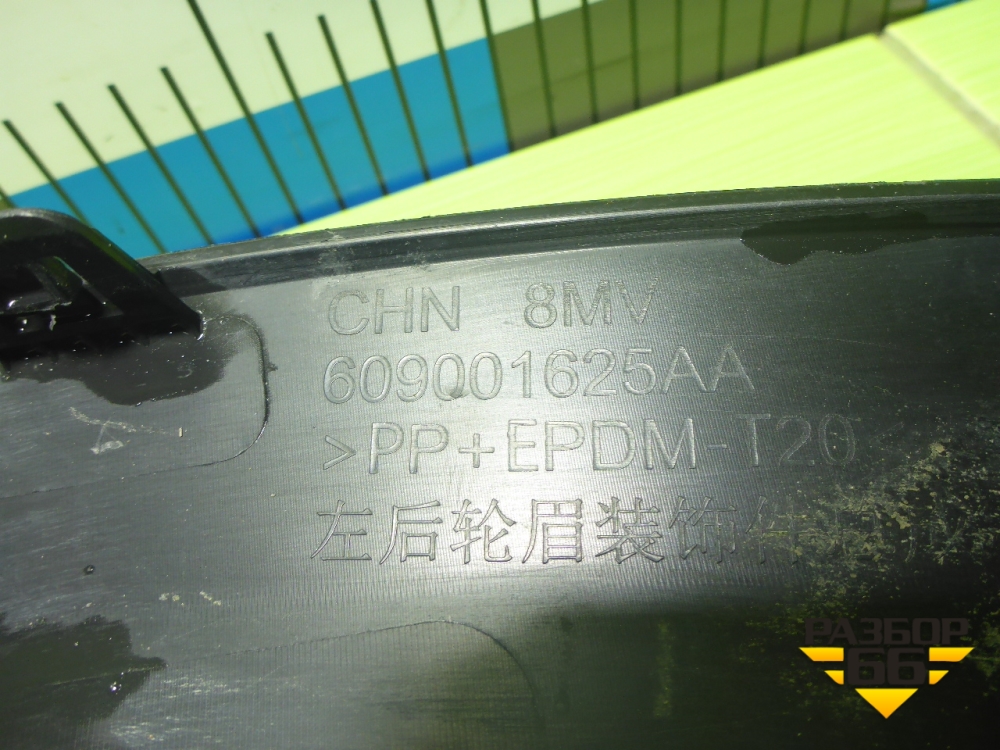 CHN 8MV
609001625AA
>PP+EPDM-T20
左后轮眉装饰件
РАЗБОР
66